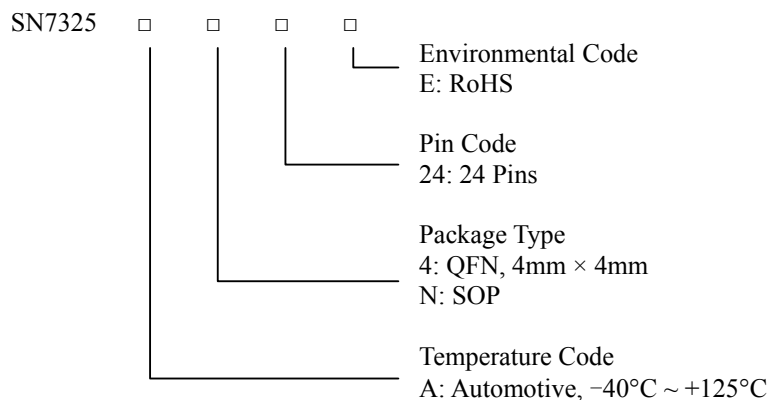 SN7325 □ □ □ □
Environmental Code
E: RoHS
Pin Code
24: 24 Pins
Package Type
4: QFN, 4mm × 4mm
N: SOP
Temperature Code
A: Automotive, −40°C ~ +125°C